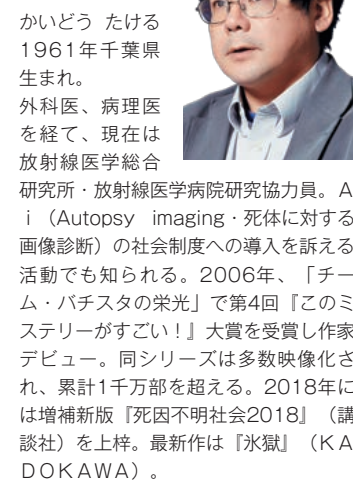 かいどう たける
1961年千葉県
生まれ。
外科医、病理医
を経て、現在は
放射線医学総合
研究所・放射線医学病院研究協力員。Ａ
ｉ（Autopsy imaging・死体に対する
画像診断）の社会制度への導入を訴える
活動でも知られる。2006年、「チー
ム・バチスタの栄光」で第4回『このミ
ステリーがすごい！』大賞を受賞し作家
デビュー。同シリーズは多数映像化さ
れ、累計1千万部を超える。2018年に
は増補新版『死因不明社会2018』（講
談社）を上梓。最新作は『氷獄』（ＫＡ
ＤＯＫＡＷＡ）。